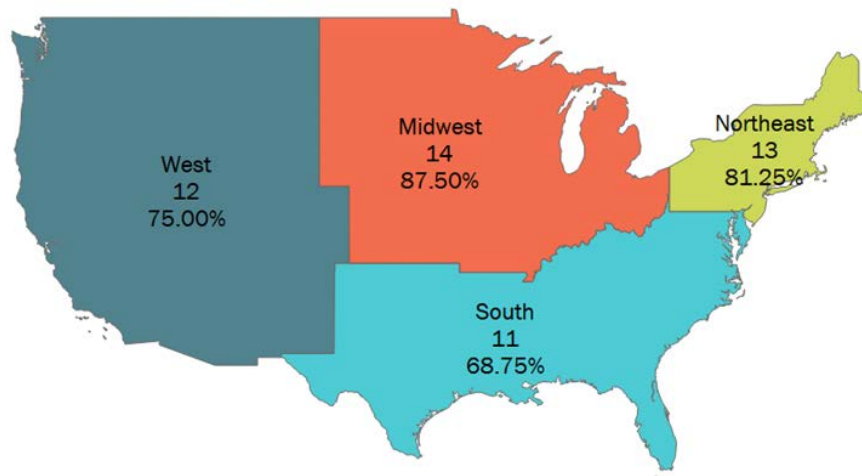 West
12
75.00%
Midwest
14
87.50%
Northeast
13
81.25%
South
11
68.75%